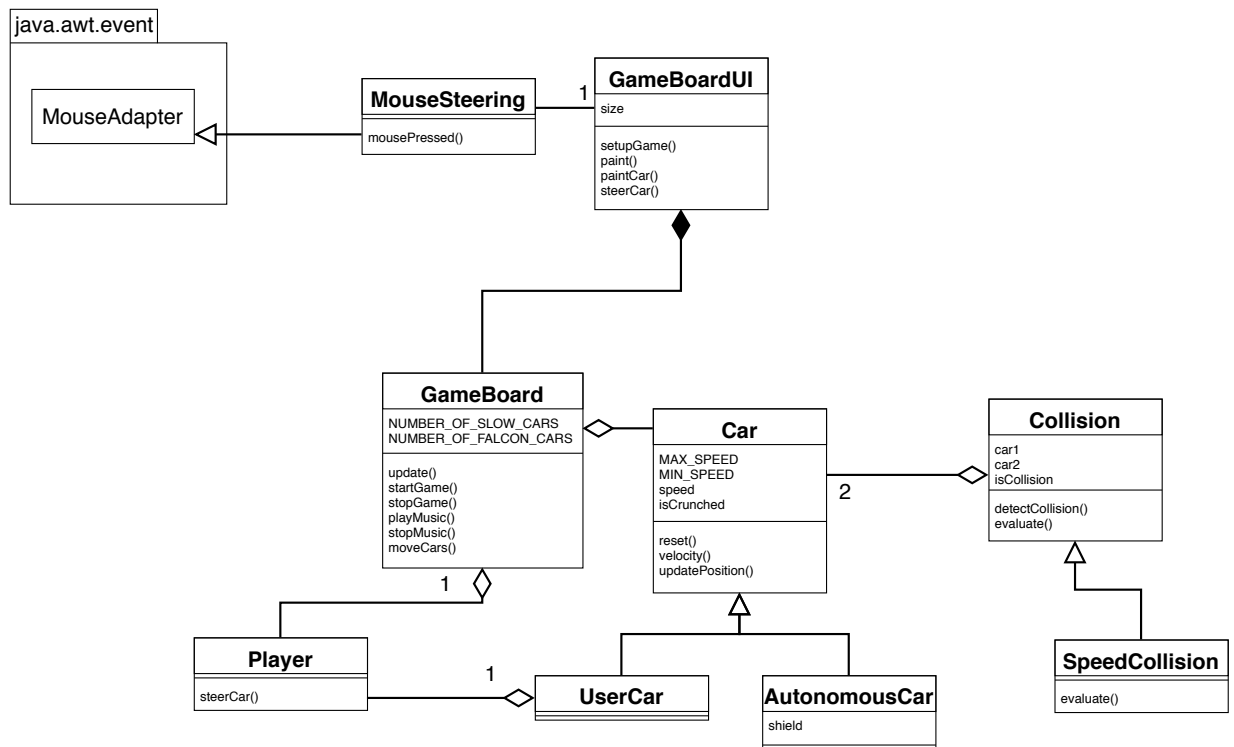 java.awt.event
MouseAdapter
MouseSteering
mousePressed()
1
GameBoardUI
size
setupGame()
paint()
paintCar()
steerCar()
GameBoard
NUMBER_OF_SLOW_CARS
NUMBER_OF_FALCON_CARS
update()
startGame()
stopGame()
playMusic()
stopMusic()
moveCars()
Car
MAX_SPEED
MIN_SPEED
speed
isCrunched
reset()
velocity()
updatePosition()
2
Collision
car1
car2
isCollision
detectCollision()
evaluate()
1
Player
steerCar()
1
UserCar
AutonomousCar
shield
SpeedCollision
evaluate()